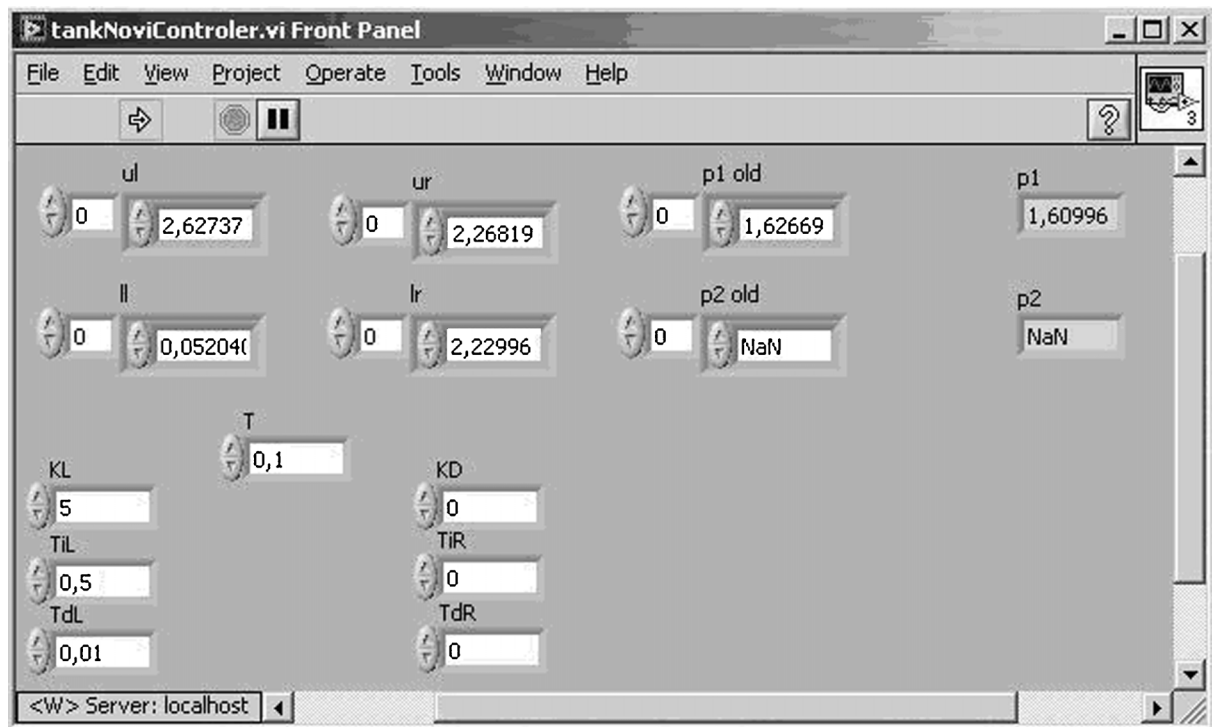 tankNoviControler.vi Front Panel
File Edit View Project Operate Tools Window Help
3
ul ur p1 old p1
0 2,62737 0 2,26819 0 1,62669 1,60996
ll lr p2 old p2
0 0,05204( 0 2,22996 0 NaN NaN
T
0,1
KL KD
5 0
TiL TiR
0,5 0
TdL TdR
0,01 0
<W> Server: localhost